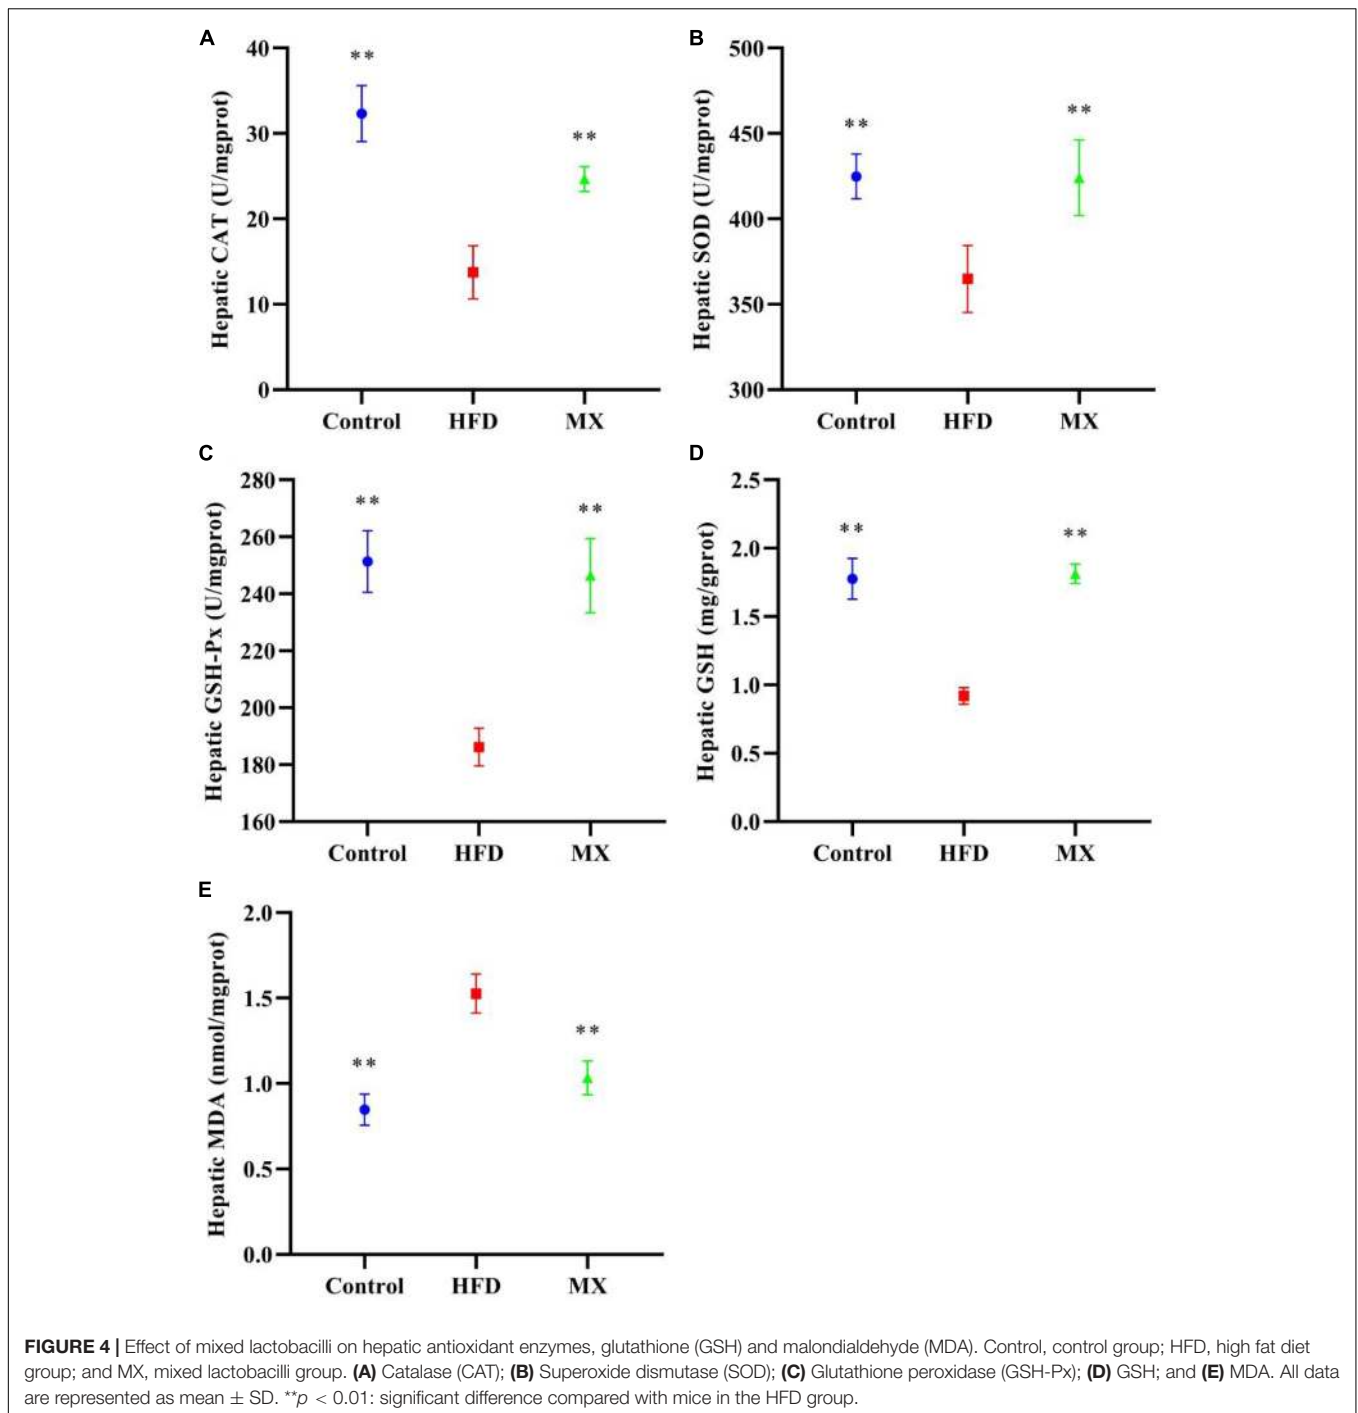 A
Hepatic CAT (U/mgprot)
40
30
20
10
0
**
**
Control HFD MX
B
Hepatic SOD (U/mgprot)
500
450
400
350
300
**
**
Control HFD MX
C
Hepatic GSH-Px (U/mgprot)
280
260
240
220
200
180
160
**
**
Control HFD MX
D
Hepatic GSH (mg/gprot)
2.5
2.0
1.5
1.0
0.5
0.0
**
**
Control HFD MX
E
Hepatic MDA (nmol/mgprot)
2.0
1.5
1.0
0.5
0.0
**
**
Control HFD MX
FIGURE 4 | Effect of mixed lactobacilli on hepatic antioxidant enzymes, glutathione (GSH) and malondialdehyde (MDA). Control, control group; HFD, high fat diet
group; and MX, mixed lactobacilli group. (A) Catalase (CAT); (B) Superoxide dismutase (SOD); (C) Glutathione peroxidase (GSH-Px); (D) GSH; and (E) MDA. All data
are represented as mean ± SD. **p < 0.01: significant difference compared with mice in the HFD group.